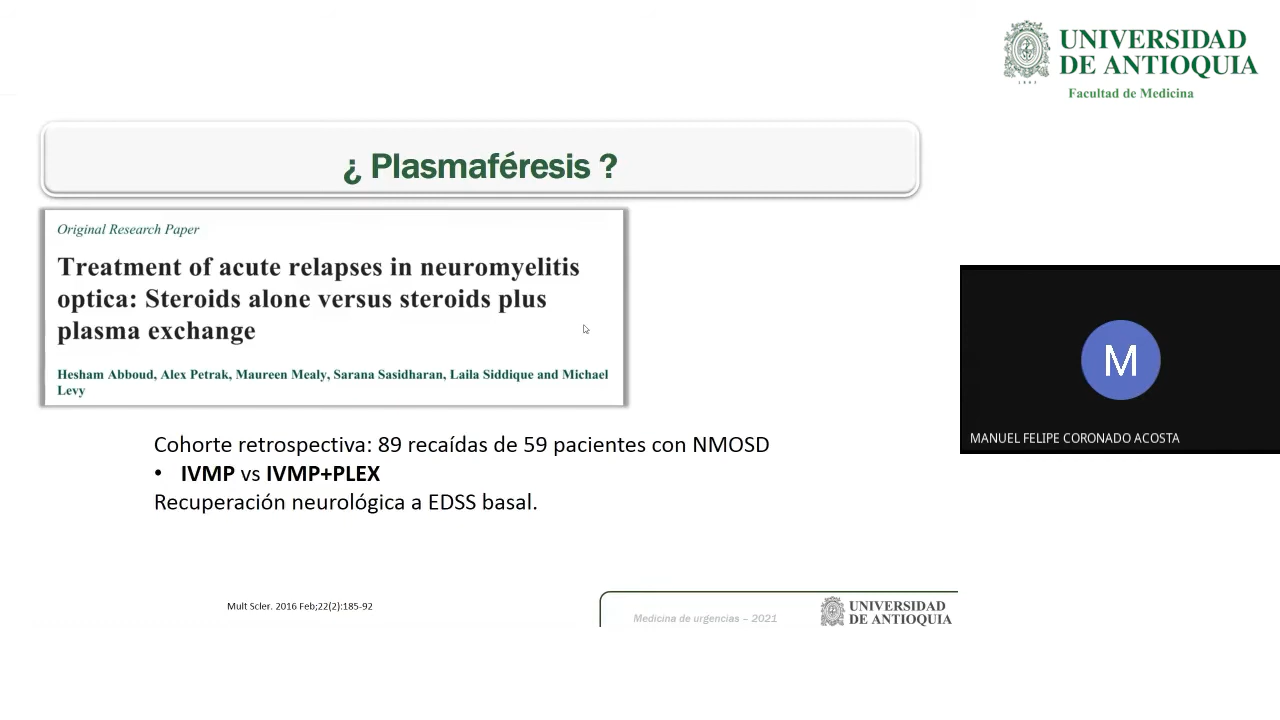 UNIVERSIDAD
DE ANTIOQUIA
1803
Facultad de Medicina
¿ Plasmaféresis ?
Original Research Paper
Treatment of acute relapses in neuromyelitis
optica: Steroids alone versus steroids plus
plasma exchange
Hesham Abboud, Alex Petrak, Maureen Mealy, Sarana Sasidharan, Laila Siddique and Michael
Levy
M
MANUEL FELIPE CORONADO ACOSTA
Cohorte retrospectiva: 89 recaídas de 59 pacientes con NMOSD
• IVMP vs IVMP+PLEX
Recuperación neurológica a EDSS basal.
Mult Scler. 2016 Feb;22(2):185-92
Medicina de urgencias – 2021
UNIVERSIDAD
DE ANTIOQUIA